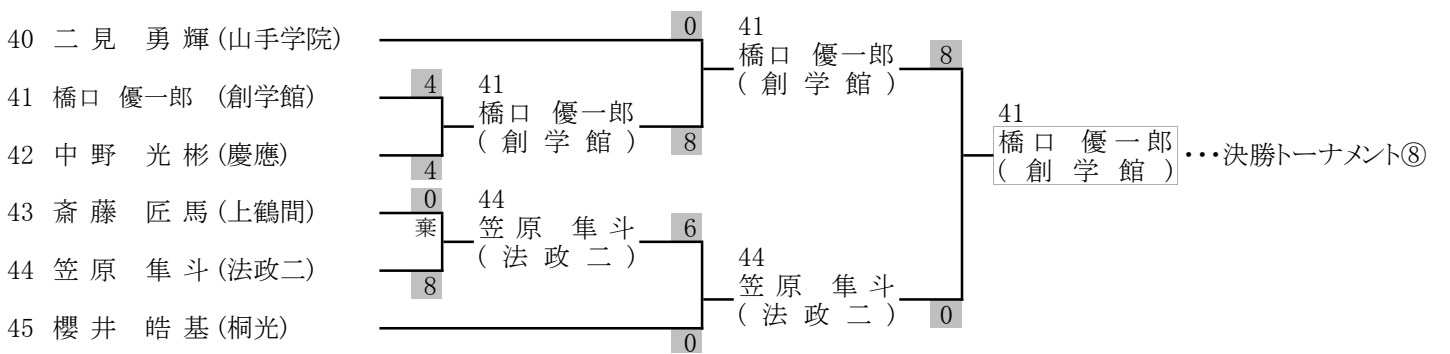 40 二見 勇輝 (山手学院)
0
41 橋口 優一郎 (創学館)
4
42 中野 光彬 (慶應)
4
41
橋口 優一郎
(創学館)
8
43 斎藤 匠馬 (上鶴間)
0
棄
44 笠原 隼斗 (法政二)
8
44
笠原 隼斗
(法政二)
6
45 櫻井 皓基 (桐光)
0
41
橋口 優一郎
(創学館)
8
44
笠原 隼斗
(法政二)
0
41
橋口 優一郎
(創学館)
・・・決勝トーナメント⑧